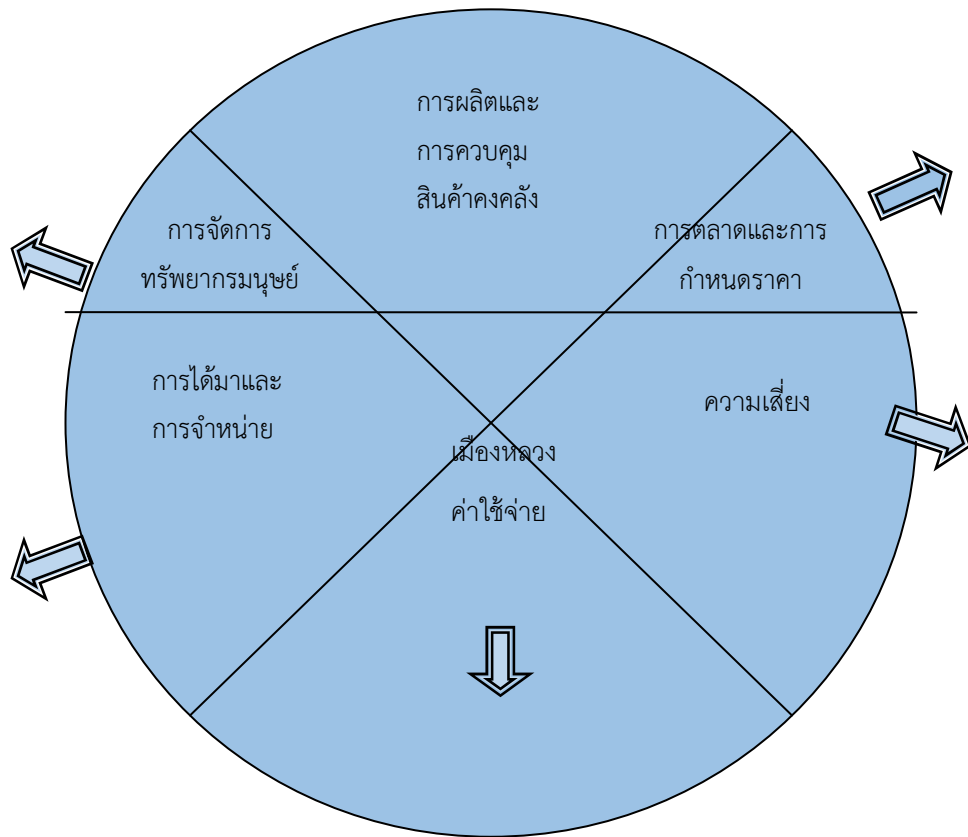 การผลิตและ
การควบคุม
สินค้าคงคลัง
การจัดการ
ทรัพยากรมนุษย์
การตลาดและการ
กำหนดราคา
การได้มาและ
การจำหน่าย
ความเสี่ยง
เมืองหลวง
ค่าใช้จ่าย